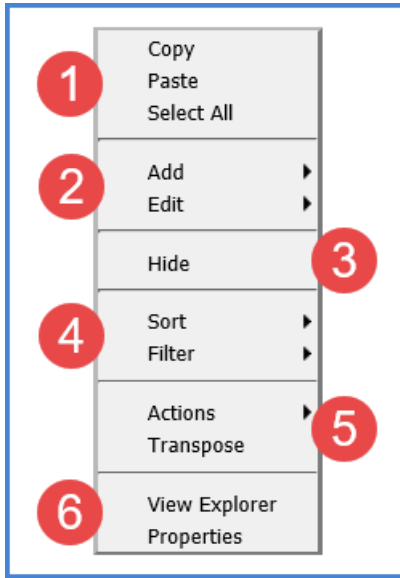 1
Copy
Paste
Select All
2
Add
Edit
Hide
3
4
Sort
Filter
Actions
5
Transpose
6
View Explorer
Properties